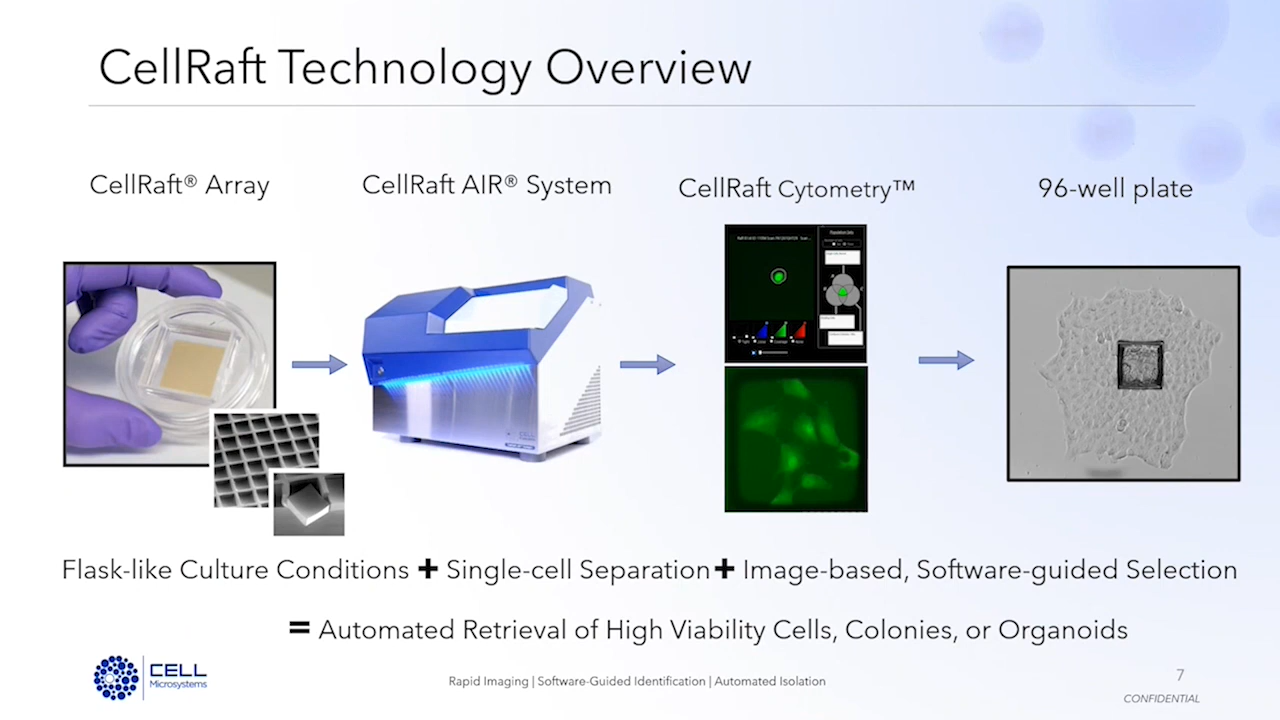 CellRaft Technology Overview
CellRaft® Array
CellRaft AIR® System
CellRaft Cytometry™
96-well plate
CELL
Flask-like Culture Conditions + Single-cell Separation + Image-based, Software-guided Selection
= Automated Retrieval of High Viability Cells, Colonies, or Organoids
CELL
Microsystems
Rapid Imaging | Software-Guided Identification | Automated Isolation
7
CONFIDENTIAL